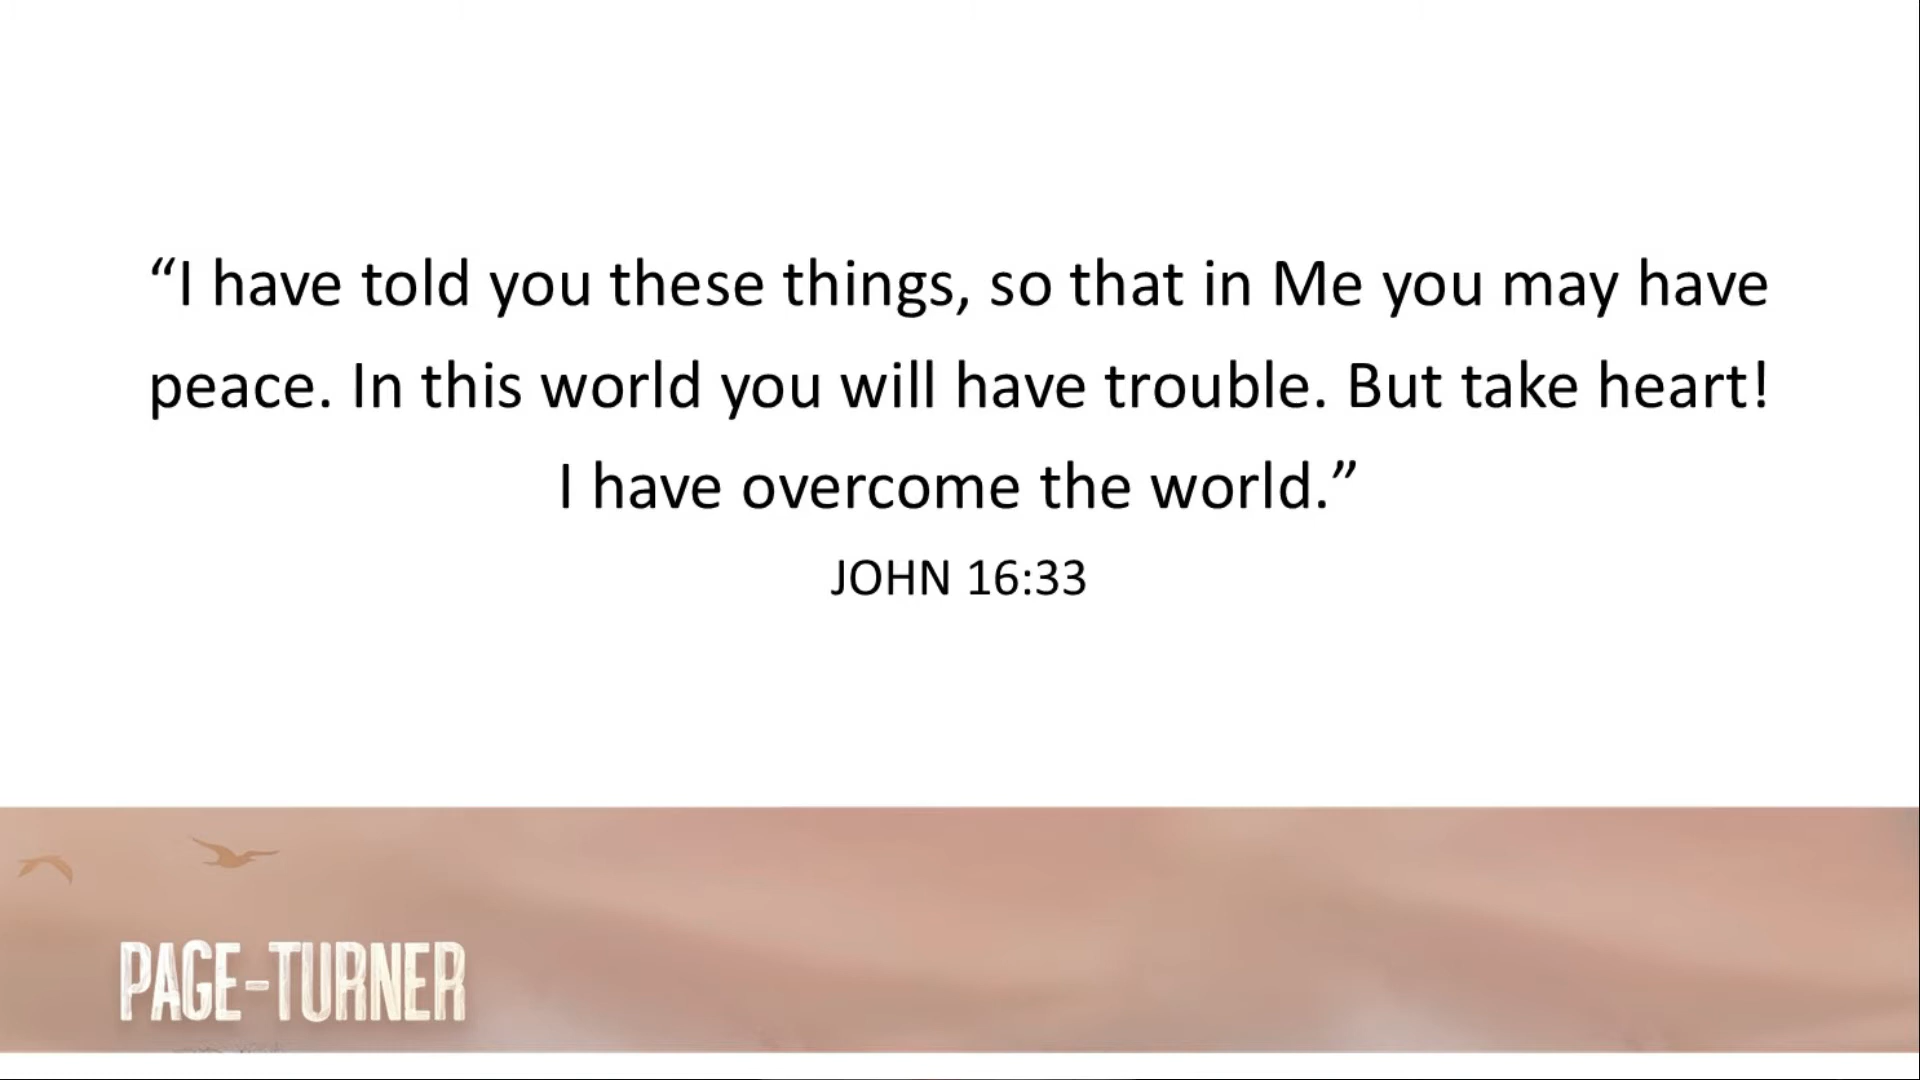 “I have told you these things, so that in Me you may have
peace. In this world you will have trouble. But take heart!
I have overcome the world.”
JOHN 16:33
PAGE-TURNER